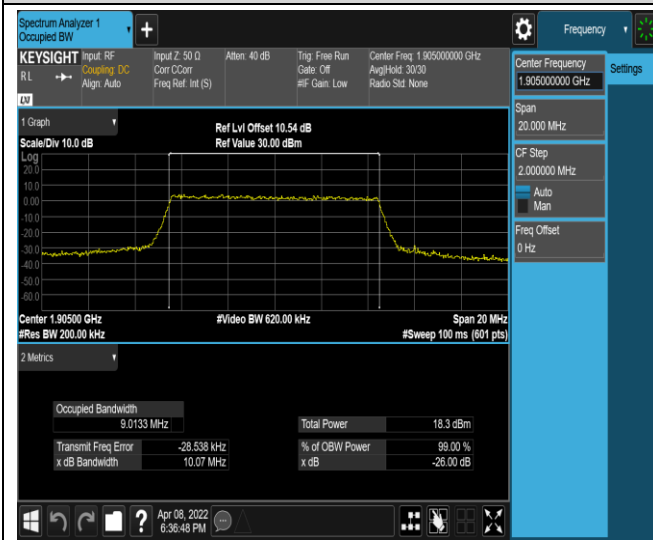 Spectrum Analyzer 1
Occupied BW
+
Frequency
KEYSIGHT
RL
LXI
Input: RF
Coupling: DC
Align: Auto
Input Z: 50 Ω
Corr CCorr
Freq Ref: Int (S)
Atten: 40 dB
Trig: Free Run
Gate: Off
#IF Gain: Low
Center Freq: 1.905000000 GHz
Avg|Hold: 30/30
Radio Std: None
Center Frequency
1.905000000 GHz
Settings
Span
20.000 MHz
CF Step
2.000000 MHz
Auto
Man
Freq Offset
0 Hz
1 Graph
Scale/Div 10.0 dB
Ref Lvl Offset 10.54 dB
Ref Value 30.00 dBm
Log
20.0
10.0
0.00
-10.0
-20.0
-30.0
-40.0
-50.0
-60.0
Center 1.90500 GHz
#Video BW 620.00 kHz
Span 20 MHz
#Res BW 200.00 kHz
#Sweep 100 ms (601 pts)
2 Metrics
Occupied Bandwidth
9.0133 MHz
Total Power 18.3 dBm
Transmit Freq Error -28.538 kHz
% of OBW Power 99.00 %
x dB Bandwidth 10.07 MHz
x dB -26.00 dB
?
Apr 08, 2022
6:36:48 PM